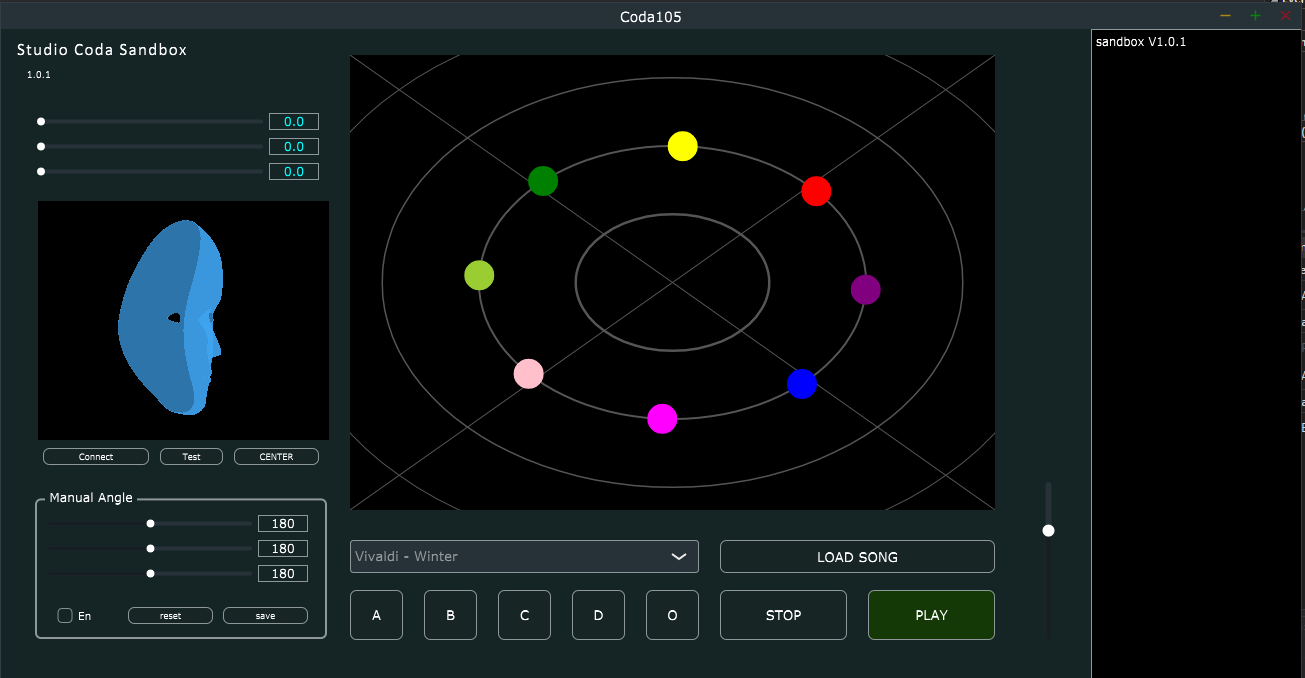 Coda105
Studio Coda Sandbox
1.0.1
0.0
0.0
0.0
Connect
Test
CENTER
Manual Angle
180
180
180
En
reset
save
Vivaldi - Winter
LOAD SONG
A
B
C
D
O
STOP
PLAY
sandbox V1.0.1